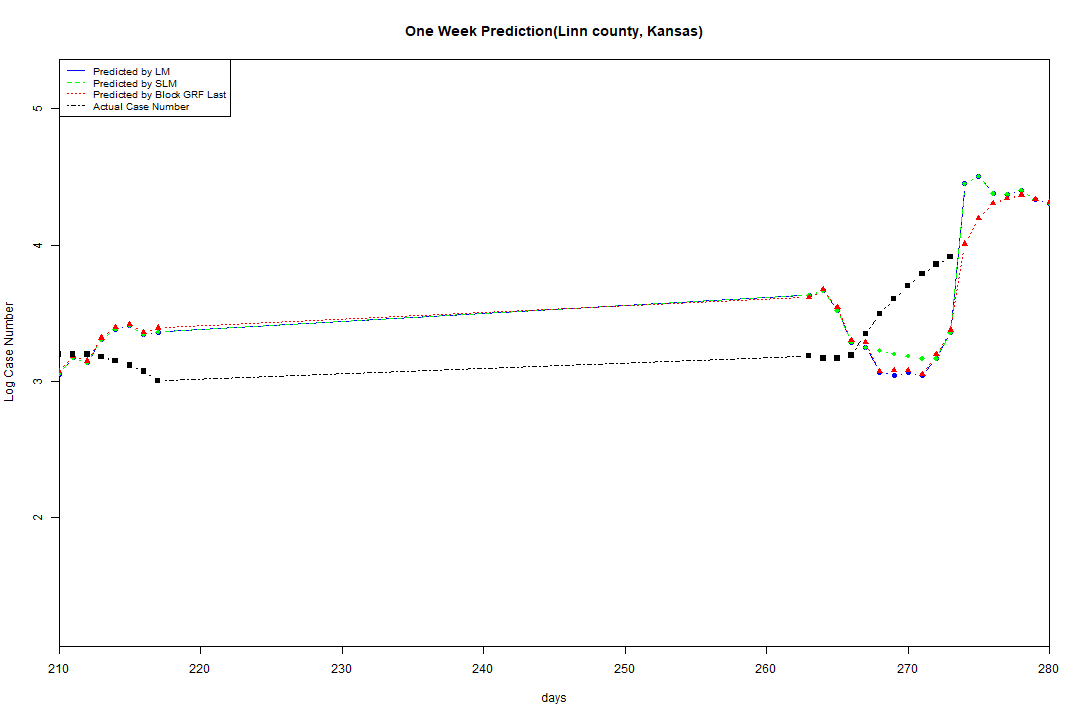 One Week Prediction(Linn county, Kansas)
Predicted by LM
Predicted by SLM
Predicted by Block GRF Last
Actual Case Number
5
4
3
2
Log Case Number
210 220 230 240 250 260 270 280
days